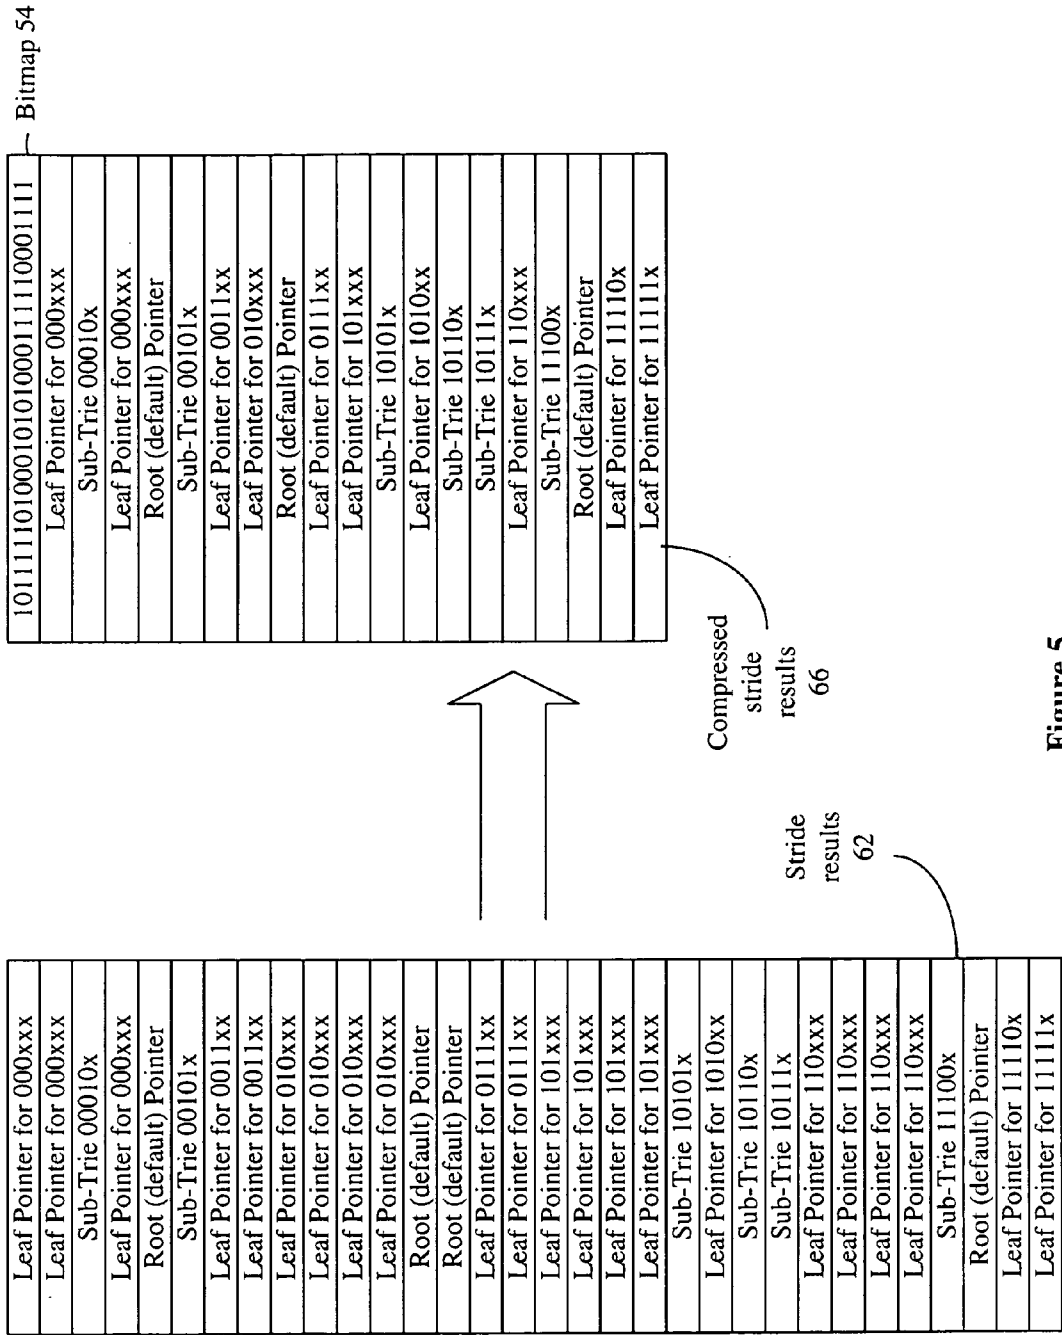 Leaf Pointer for 000xxx
Leaf Pointer for 000xxx
Sub-Trie 00010x
Leaf Pointer for 000xxx
Root (default) Pointer
Sub-Trie 00101x
Leaf Pointer for 0011xx
Leaf Pointer for 0011xx
Leaf Pointer for 010xxx
Leaf Pointer for 010xxx
Leaf Pointer for 010xxx
Leaf Pointer for 010xxx
Root (default) Pointer
Root (default) Pointer
Leaf Pointer for 0111xx
Leaf Pointer for 0111xx
Leaf Pointer for 101xxx
Leaf Pointer for 101xxx
Leaf Pointer for 101xxx
Leaf Pointer for 101xxx
Sub-Trie 10101x
Leaf Pointer for 1010xx
Sub-Trie 10110x
Sub-Trie 10111x
Leaf Pointer for 110xxx
Leaf Pointer for 110xxx
Leaf Pointer for 110xxx
Leaf Pointer for 110xxx
Sub-Trie 11100x
Root (default) Pointer
Leaf Pointer for 11110x
Leaf Pointer for 11111x
Stride
results
62
10111110100010101000111110001111
Bitmap 54
Leaf Pointer for 000xxx
Sub-Trie 00010x
Leaf Pointer for 000xxx
Root (default) Pointer
Sub-Trie 00101x
Leaf Pointer for 0011xx
Leaf Pointer for 010xxx
Root (default) Pointer
Leaf Pointer for 0111xx
Leaf Pointer for 101xxx
Sub-Trie 10101x
Leaf Pointer for 1010xx
Sub-Trie 10110x
Sub-Trie 10111x
Leaf Pointer for 110xxx
Sub-Trie 11100x
Root (default) Pointer
Leaf Pointer for 11110x
Leaf Pointer for 11111x
Compressed
stride
results
66
Figure 5